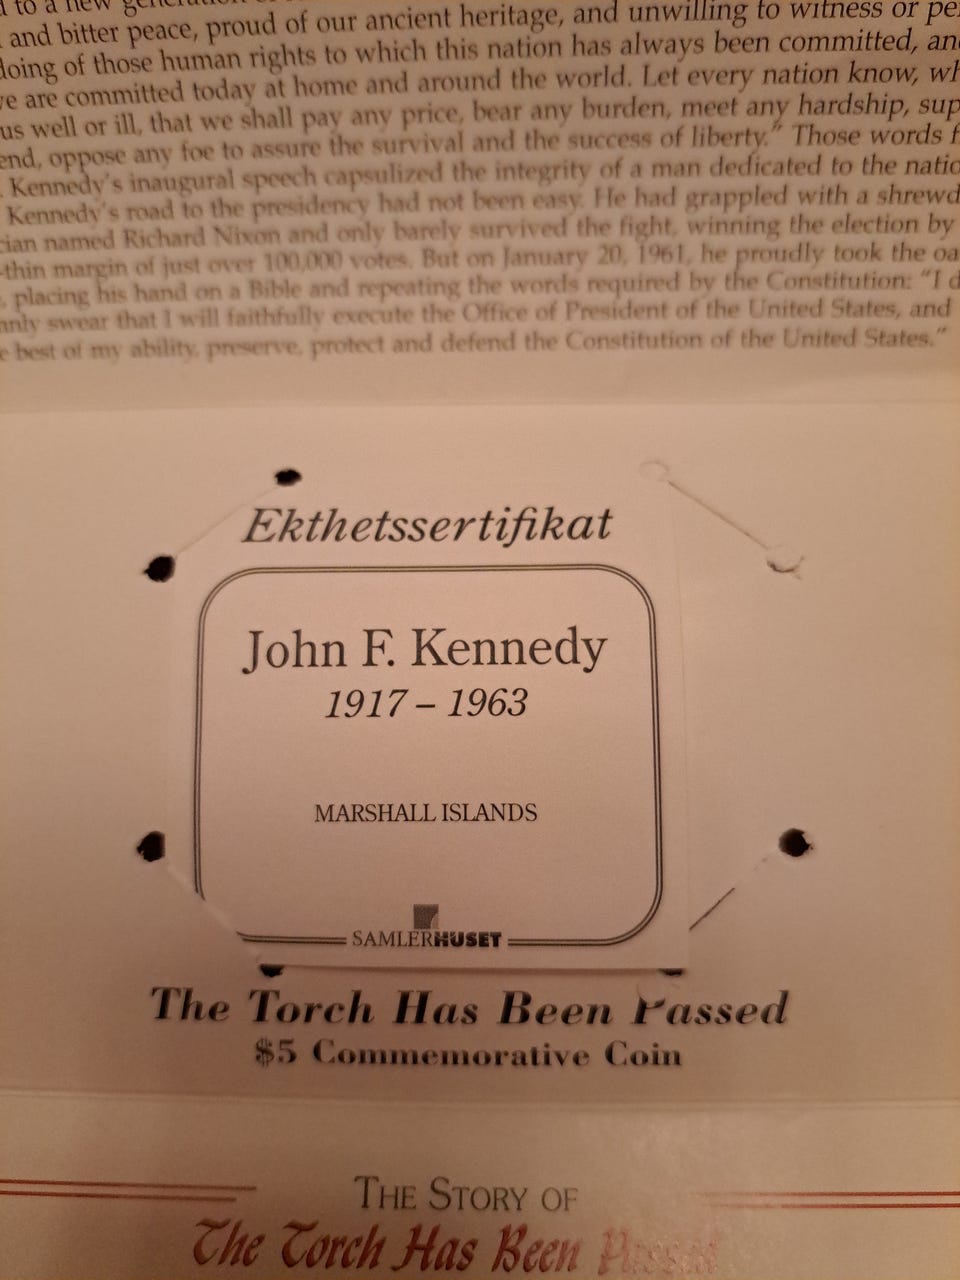 to a new
and bitter peace, proud of our ancient heritage, and unwilling to witness or
doing of those human rights to which this nation has always been committed,
are committed today at home and around the world. Let every nation know,
us well or ill, that we shall pay any price, bear any burden, meet any hardship,
oppose any foe to assure the survival and the success of liberty." Those words
Kennedy's inaugural speech capsulized the integrity of a man dedicated to the
Kennedy's road to the presidency had not been easy. He had grappled with a shrewd
cian named Richard Nixon and only barely survived the fight, winning the election by
-thin margin of just over 100,000 votes. But on January 20, 1961, he proudly took the
placing his hand on a Bible and repeating the words required by the Constitution: "I
nly swear that I will faithfully execute the Office of President of the United States, and
best of my ability, preserve, protect and defend the Constitution of the United States."
Ekthetssertifikat
John F. Kennedy
1917 – 1963
MARSHALL ISLANDS
SAMLERHUSET
The Torch Has Been Passed
$5 Commemorative Coin
THE STORY OF
The Torch Has Been Passed